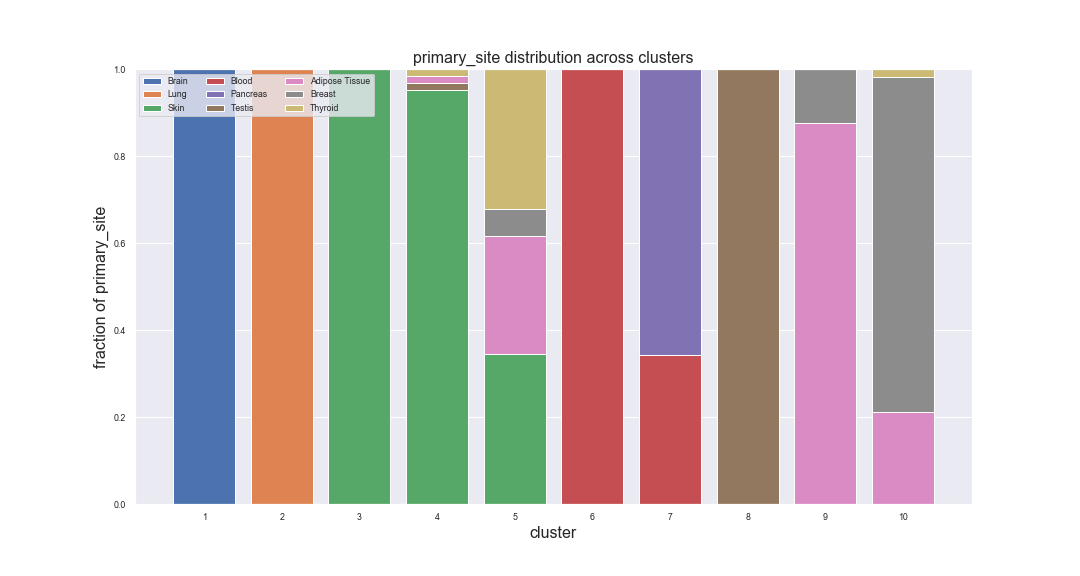 primary_site distribution across clusters
Brain Blood Adipose Tissue
Lung Pancreas Breast
Skin Testis Thyroid
fraction of primary_site
1.0
0.8
0.6
0.4
0.2
0.0
1 2 3 4 5 6 7 8 9 10
cluster